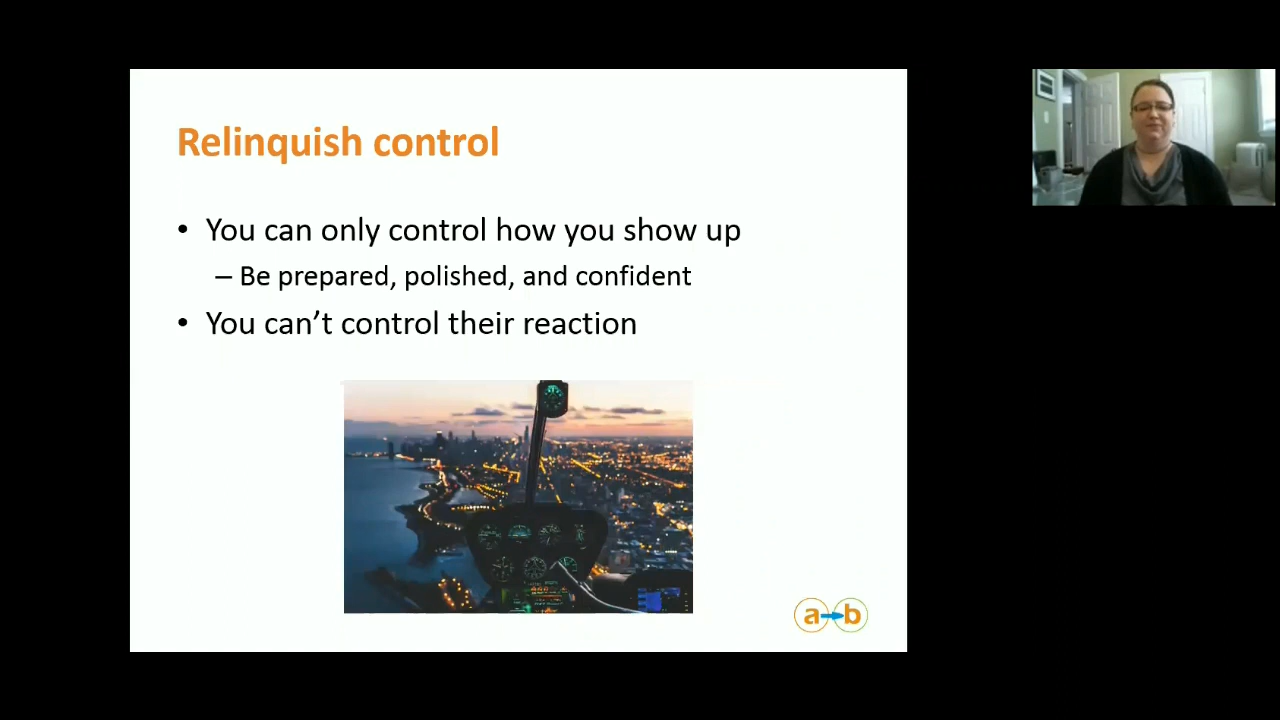 Relinquish control
• You can only control how you show up
– Be prepared, polished, and confident
• You can’t control their reaction
a b